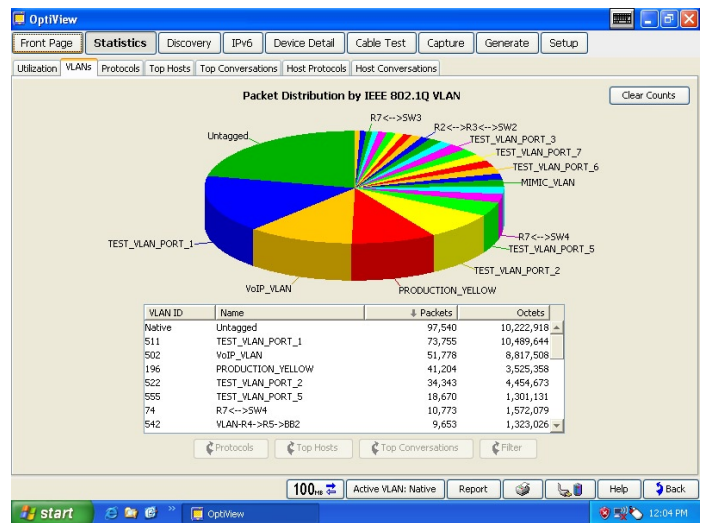 OptiView
Front Page Statistics Discovery IPv6 Device Detail Cable Test Capture Generate Setup
Utilization VLANs Protocols Top Hosts Top Conversations Host Protocols Host Conversations
Packet Distribution by IEEE 802.1Q VLAN
Clear Counts
R7<-->SW3
R2<-->R3<-->SW2
Untagged
TEST_VLAN_PORT_3
TEST_VLAN_PORT_7
TEST_VLAN_PORT_6
MIMIC_VLAN
R7<-->SW4
TEST_VLAN_PORT_1
TEST_VLAN_PORT_5
TEST_VLAN_PORT_2
VoIP_VLAN
PRODUCTION_YELLOW
VLAN ID Name Packets Octets
Native Untagged 97,540 10,222,918
511 TEST_VLAN_PORT_1 73,755 10,489,644
502 VoIP_VLAN 51,778 8,817,508
196 PRODUCTION_YELLOW 41,204 3,525,358
522 TEST_VLAN_PORT_2 34,343 4,454,673
555 TEST_VLAN_PORT_5 18,670 1,301,131
74 R7<-->SW4 10,773 1,572,079
542 VLAN-R4->R5->BB2 9,653 1,323,026
Protocols Top Hosts Top Conversations Filter
100HB Active VLAN: Native Report Help Back
start OptiView 12:04 PM